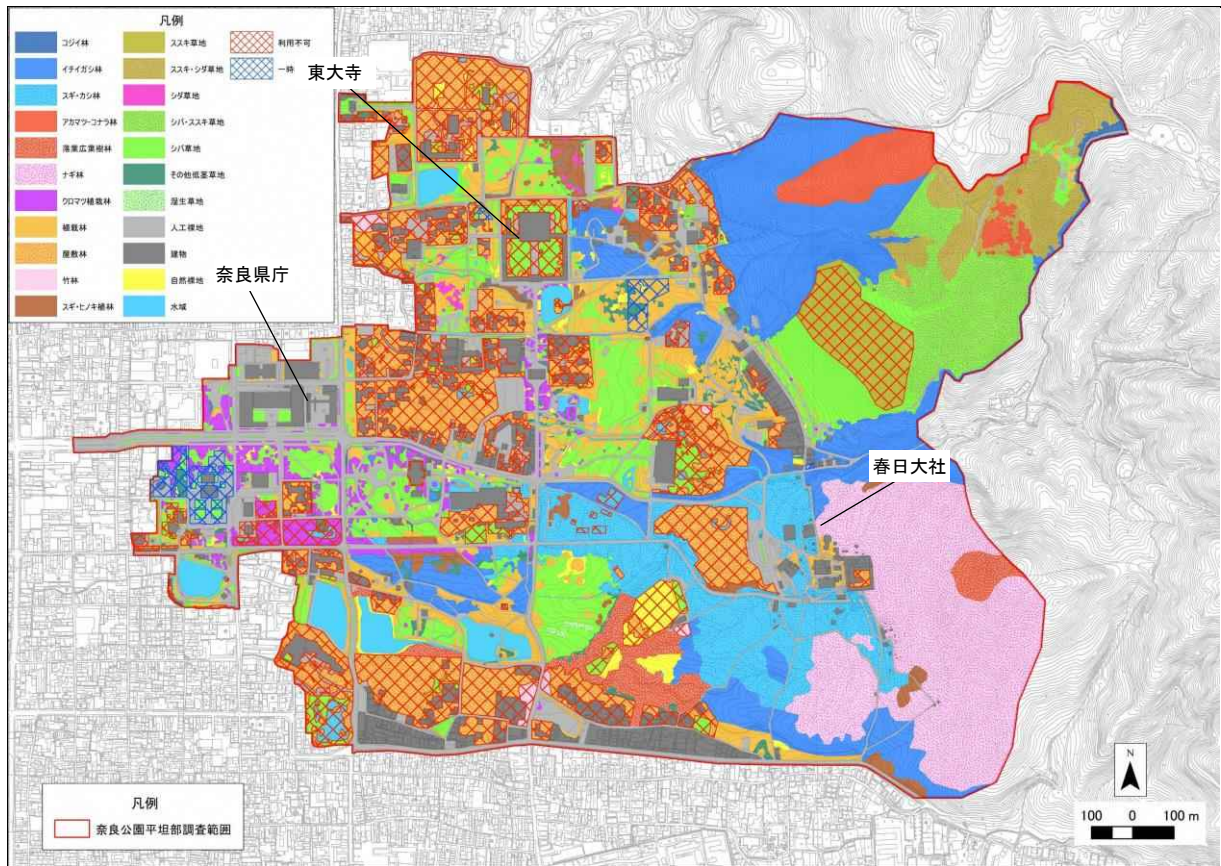 凡例
コジイ林
イチイガシ林
スギ・カシ林
アカマツ-コナラ林
落葉広葉樹林
ナギ林
クロマツ植栽林
植栽林
屋敷林
竹林
スギ・ヒノキ植林
ススキ草地
ススキ・シダ草地
シダ草地
シバ・ススキ草地
シバ草地
その他低茎草地
湿生草地
人工裸地
建物
自然裸地
水域
利用不可
一時
東大寺
奈良県庁
春日大社
凡例
奈良公園平坦部調査範囲
N
100 0 100 m